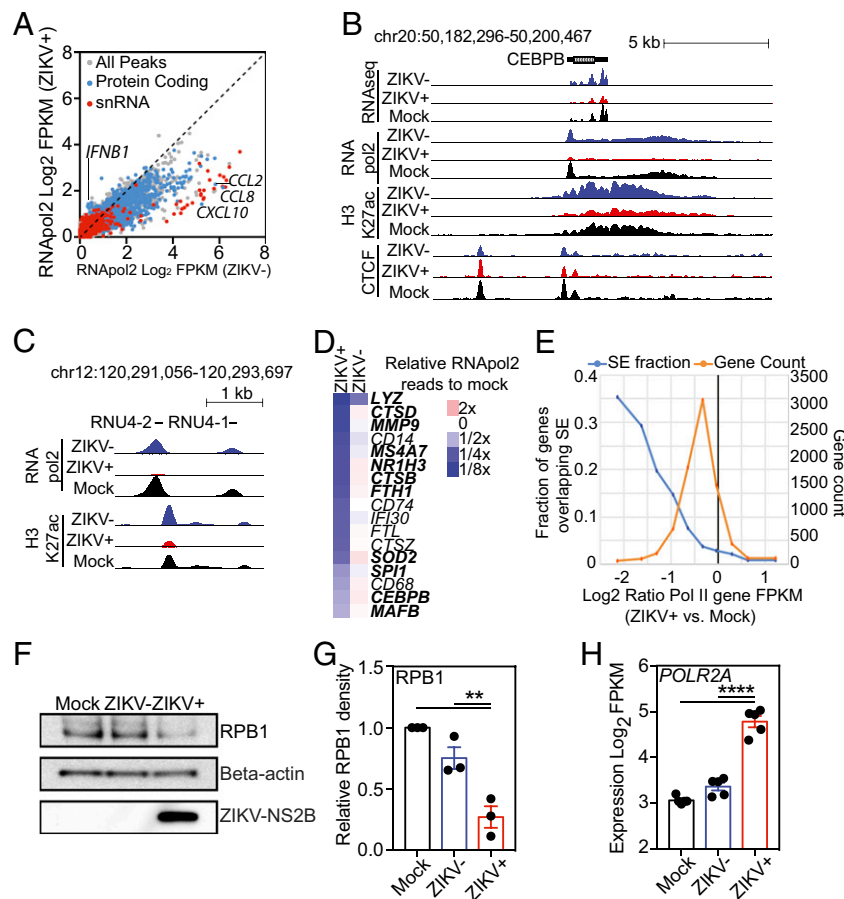 A
RNApol2 Log2 FPKM (ZIKV+)
8
6
4
2
0
All Peaks
Protein Coding
snRNA
IFNB1
CCL2
CCL8
CXCL10
0 2 4 6 8
RNApol2 Log2 FPKM (ZIKV-)
B
chr20:50,182,296-50,200,467
5 kb
CEBPB
RNAseq
ZIKV-
ZIKV+
Mock
RNA
pol2
ZIKV-
ZIKV+
Mock
H3
K27ac
ZIKV-
ZIKV+
Mock
CTCF
ZIKV-
ZIKV+
Mock
C
chr12:120,291,056-120,293,697
1 kb
RNU4-2 RNU4-1
RNA
pol2
ZIKV-
ZIKV+
Mock
H3
K27ac
ZIKV-
ZIKV+
Mock
D
ZIKV+
ZIKV-
Relative RNApol2
reads to mock
2x
0
1/2x
1/4x
1/8x
LYZ
CTSD
MMP9
CD14
MS4A7
NR1H3
CTSB
FTH1
CD74
IFI30
FTL
CTSZ
SOD2
SPI1
CD68
CEBPB
MAFB
E
SE fraction Gene Count
Fraction of genes
overlapping SE
0.4
0.3
0.2
0.1
0
Gene count
3500
3000
2500
2000
1500
1000
500
0
-2 -1 0 1
Log2 Ratio Pol II gene FPKM
(ZIKV+ vs. Mock)
F
Mock ZIKV- ZIKV+
RPB1
Beta-actin
ZIKV-NS2B
G
Relative RPB1 density
1.5
1.0
0.5
0.0
RPB1
**
Mock
ZIKV-
ZIKV+
H
Expression Log2 FPKM
6
5
4
3
2
POLR2A
****
Mock
ZIKV-
ZIKV+